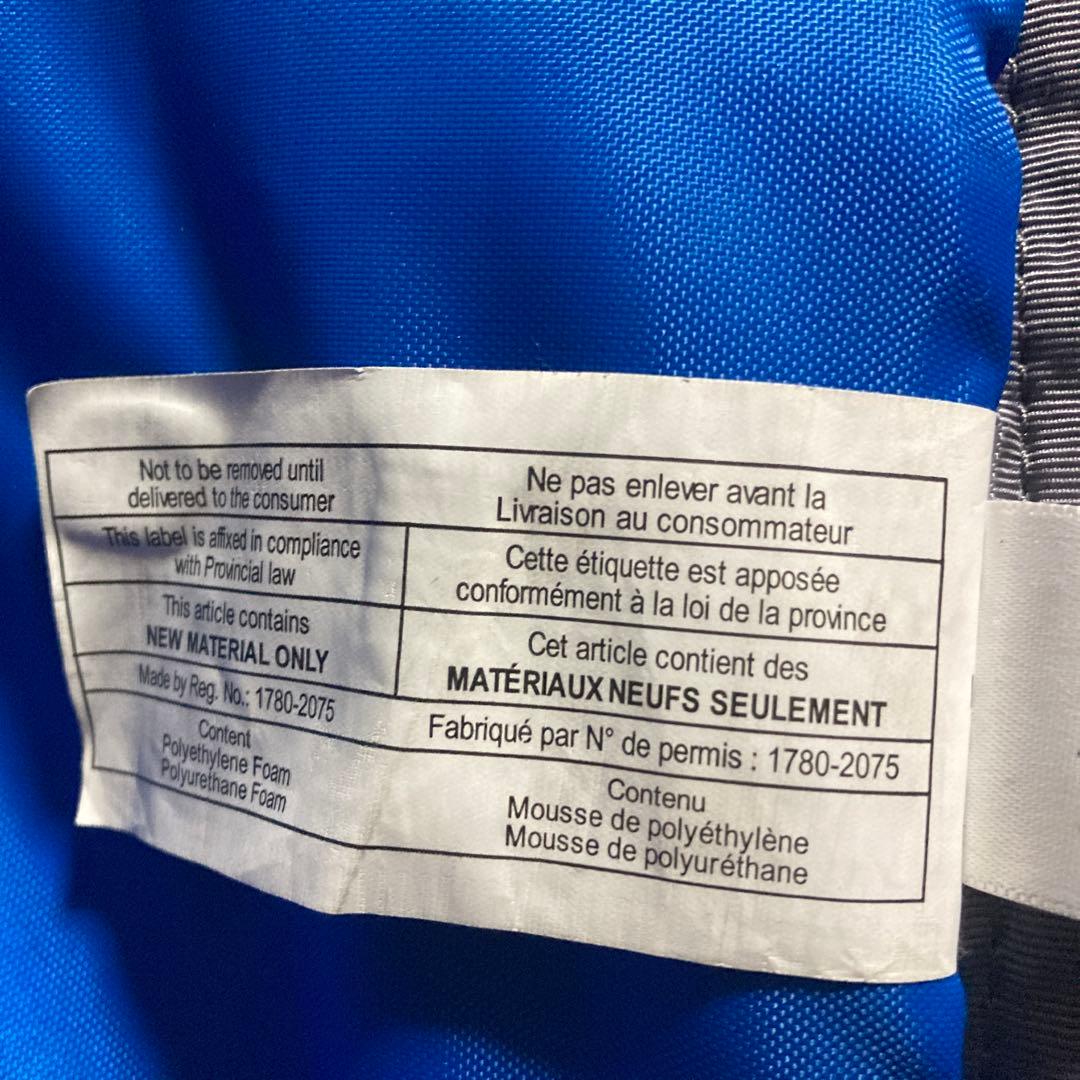 Not to be removed until
delivered to the consumer
Ne pas enlever avant la
Livraison au consommateur
This label is affixed in compliance
with Provincial law
Cette étiquette est apposée
conformément à la loi de la province
This article contains
NEW MATERIAL ONLY
Cet article contient des
MATÉRIAUX NEUFS SEULEMENT
Made by Reg. No.: 1780-2075
Fabriqué par N° de permis : 1780-2075
Content
Polyethylene Foam
Polyurethane Foam
Contenu
Mousse de polyéthylène
Mousse de polyuréthane